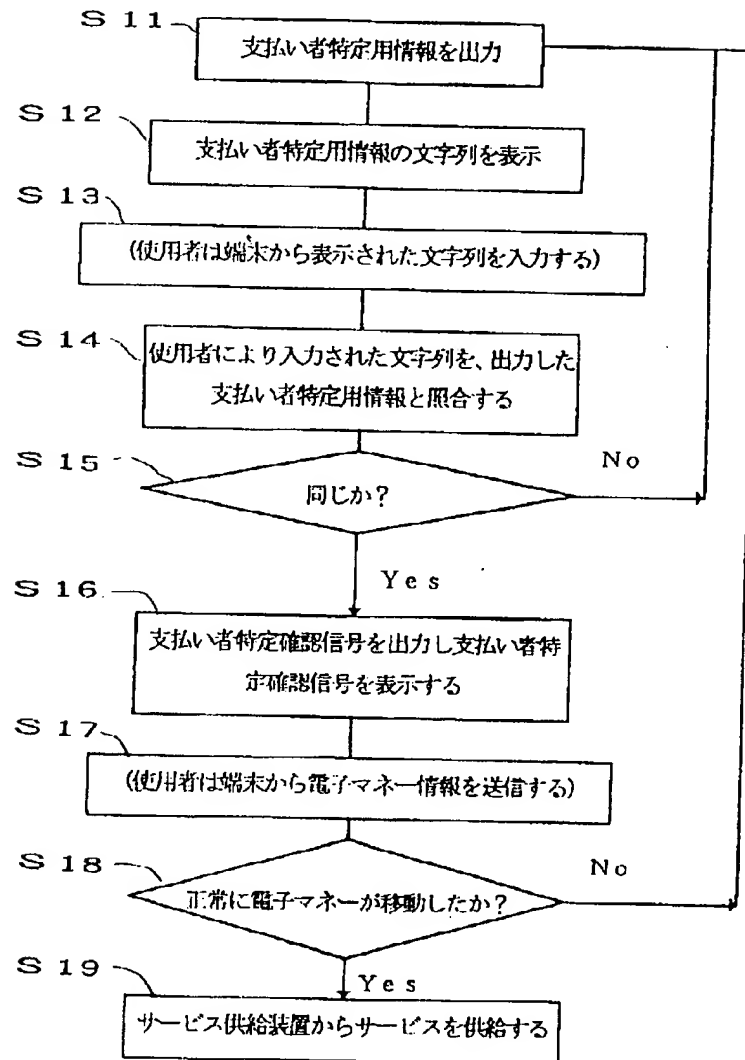 S 11
支払い者特定用情報を出力
S 12
支払い者特定用情報の文字列を表示
S 13
(使用者は端末から表示された文字列を入力する)
S 14
使用者により入力された文字列を、出力した
支払い者特定用情報と照合する
S 15
同じか?
No
Yes
S 16
支払い者特定確認信号を出力し支払い者特
定確認信号を表示する
S 17
(使用者は端末から電子マネー情報を送信する)
S 18
正常に電子マネーが移動したか?
No
Yes
S 19
サービス供給装置からサービスを供給する